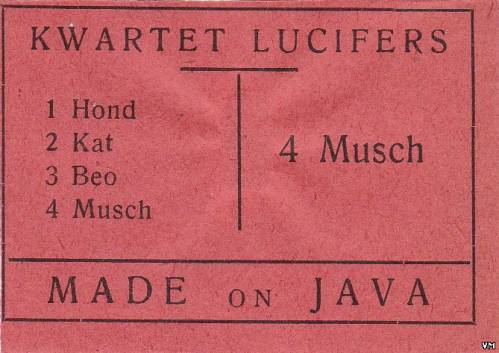 KWARTET LUCIFERS
1 Hond
2 Kat
3 Beo
4 Musch
4 Musch
MADE ON JAVA
VM